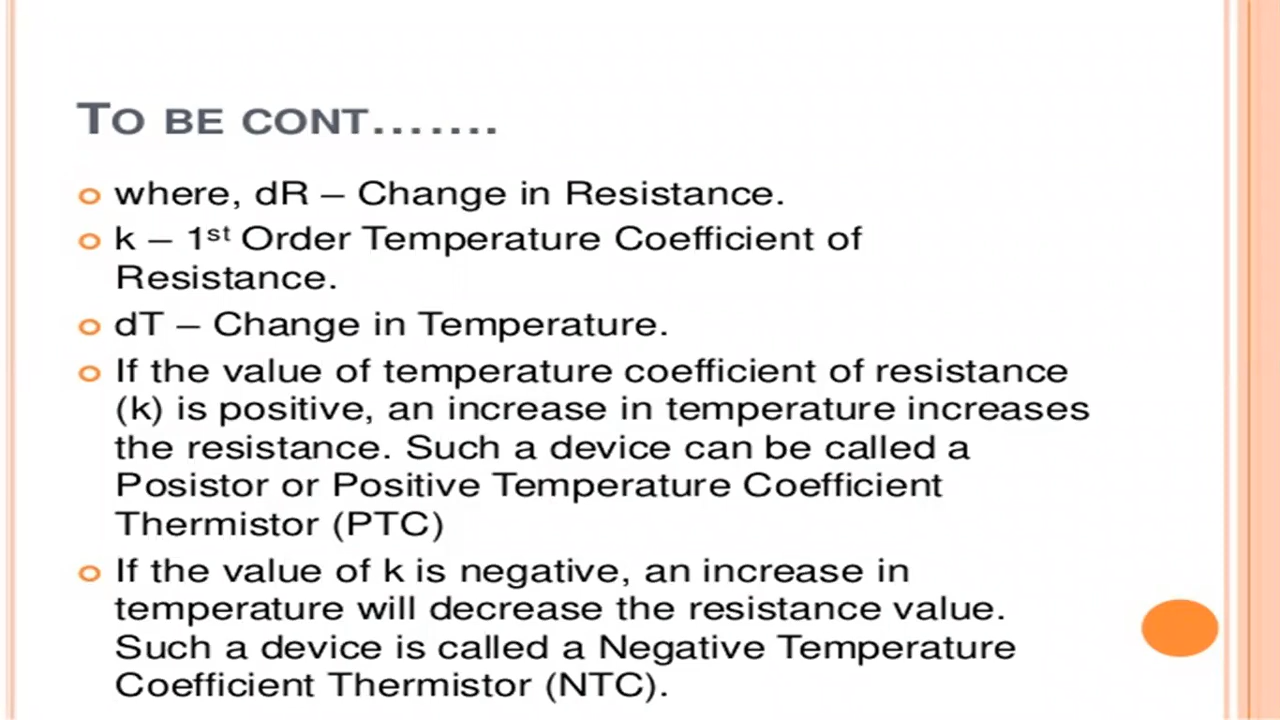 TO BE CONT.......
where, dR – Change in Resistance.
k – 1st Order Temperature Coefficient of
Resistance.
dT – Change in Temperature.
If the value of temperature coefficient of resistance
(k) is positive, an increase in temperature increases
the resistance. Such a device can be called a
Posistor or Positive Temperature Coefficient
Thermistor (PTC)
If the value of k is negative, an increase in
temperature will decrease the resistance value.
Such a device is called a Negative Temperature
Coefficient Thermistor (NTC).